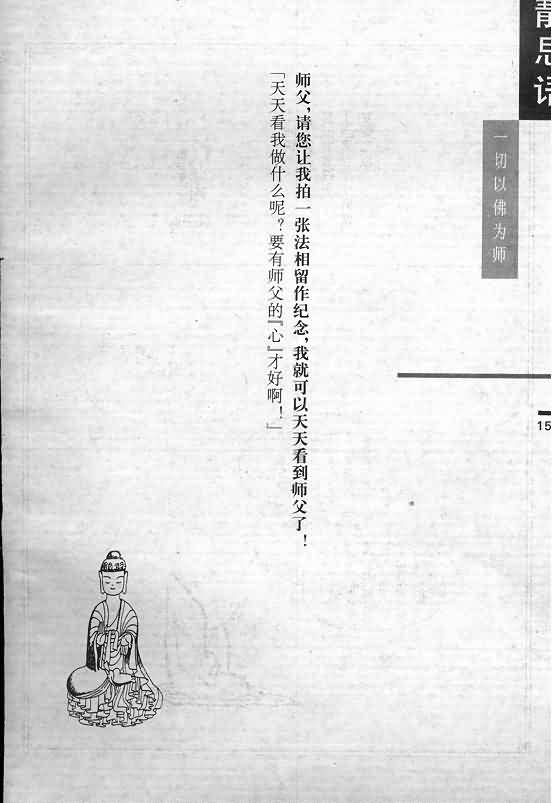 静思语
一切以佛为师
15
师父，请您让我拍一张法相留作纪念，我就可以天天看到师父了！
「天天看我做什么呢？要有师父的『心』才好啊！」